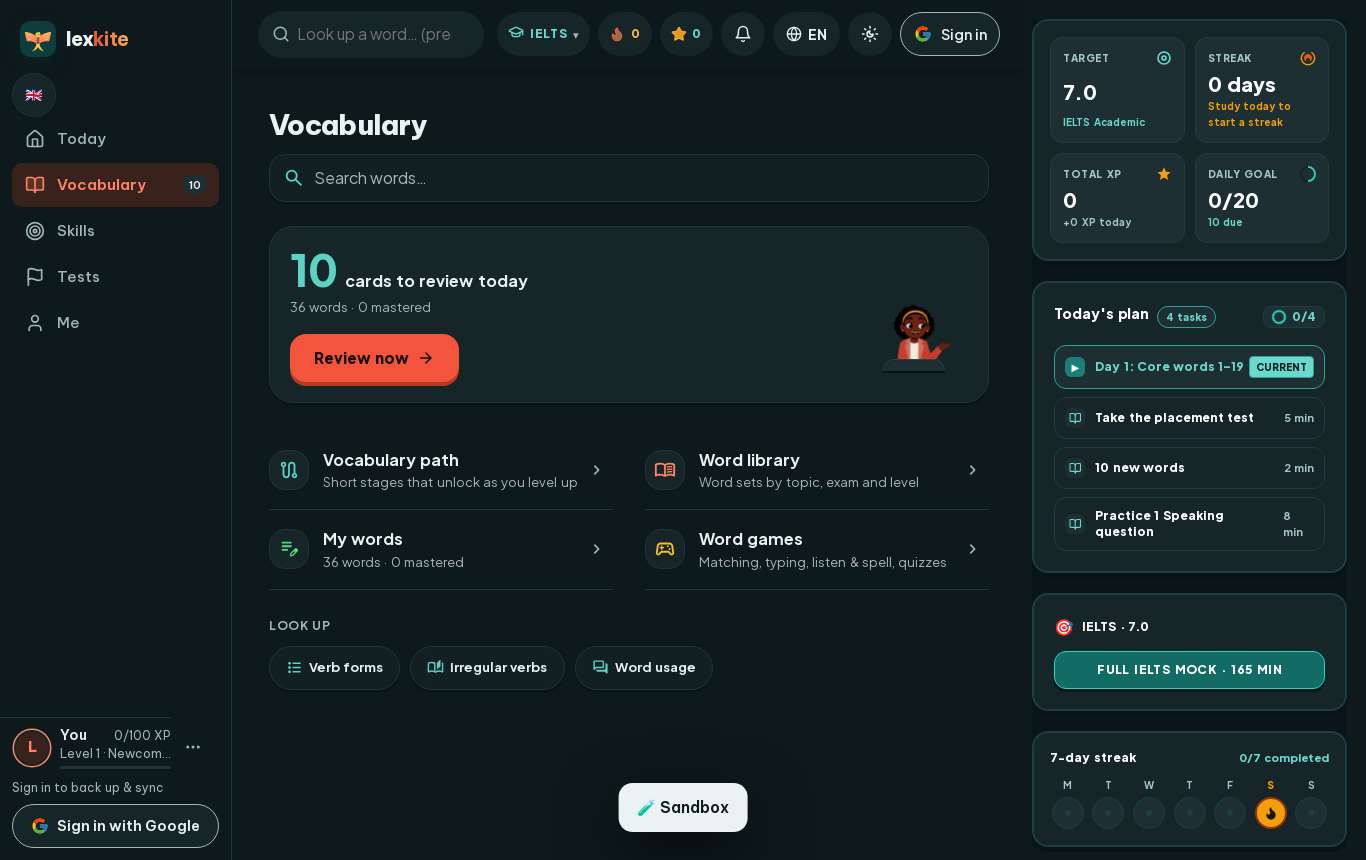 lexkite
Today
Vocabulary 10
Skills
Tests
Me
You 0/100 XP
Level 1 · Newcom...
Sign in to back up & sync
Sign in with Google
Look up a word... (pre
IELTS ▾
0
0
EN
Sign in
Vocabulary
Search words...
10 cards to review today
36 words · 0 mastered
Review now →
Vocabulary path
Short stages that unlock as you level up
Word library
Word sets by topic, exam and level
My words
36 words · 0 mastered
Word games
Matching, typing, listen & spell, quizzes
LOOK UP
Verb forms
Irregular verbs
Word usage
Sandbox
TARGET
7.0
IELTS Academic
STREAK
0 days
Study today to
start a streak
TOTAL XP
0
+0 XP today
DAILY GOAL
0/20
10 due
Today's plan 4 tasks 0/4
Day 1: Core words 1–19 CURRENT
Take the placement test 5 min
10 new words 2 min
Practice 1 Speaking
question
8
min
IELTS · 7.0
FULL IELTS MOCK · 165 MIN
7-day streak 0/7 completed
M T W T F S S
L